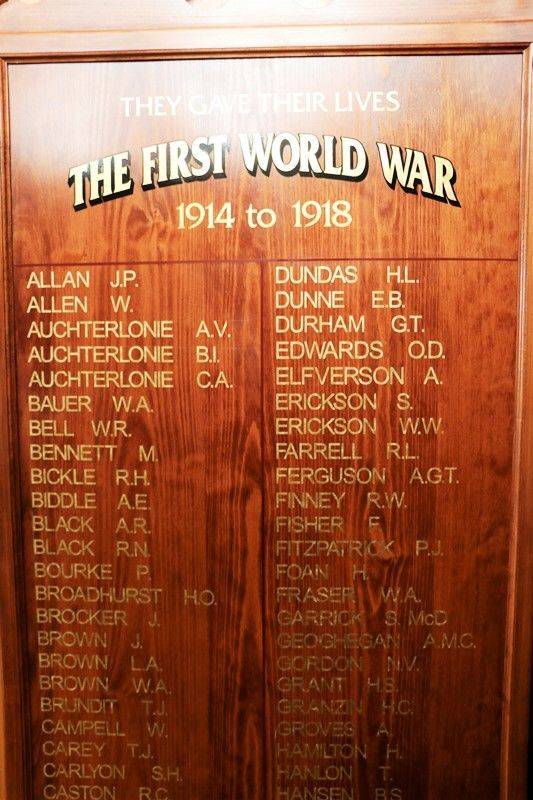 THEY GAVE THEIR LIVES
THE FIRST WORLD WAR
1914 to 1918
ALLAN J.P.
ALLEN W.
AUCHTERLONIE A.V.
AUCHTERLONIE B.I.
AUCHTERLONIE C.A.
BAUER W.A.
BELL W.R.
BENNETT M.
BICKLE R.H.
BIDDLE A.E.
BLACK A.R.
BLACK R.N.
BOURKE P.
BROADHURST H.O.
BROCKER J.
BROWN J.
BROWN L.A.
BROWN W.A.
BRUNDIT T.J.
CAMPELL W.
CAREY T.J.
CARLYON S.H.
CASTON R.C.
DUNDAS H.L.
DUNNE E.B.
DURHAM G.T.
EDWARDS O.D.
ELFVERSON A.
ERICKSON S.
ERICKSON W.W.
FARRELL R.L.
FERGUSON A.G.T.
FINNEY R.W.
FISHER F.
FITZPATRICK P.J.
FOAN H.
FRASER W.A.
GARRICK S. McD
GEOGHEGAN A.M.C.
GORDON N.V.
GRANT H.S.
GRANZIN H.C.
GROVES A.
HAMILTON H.
HANLON T.
HANSEN B.S.